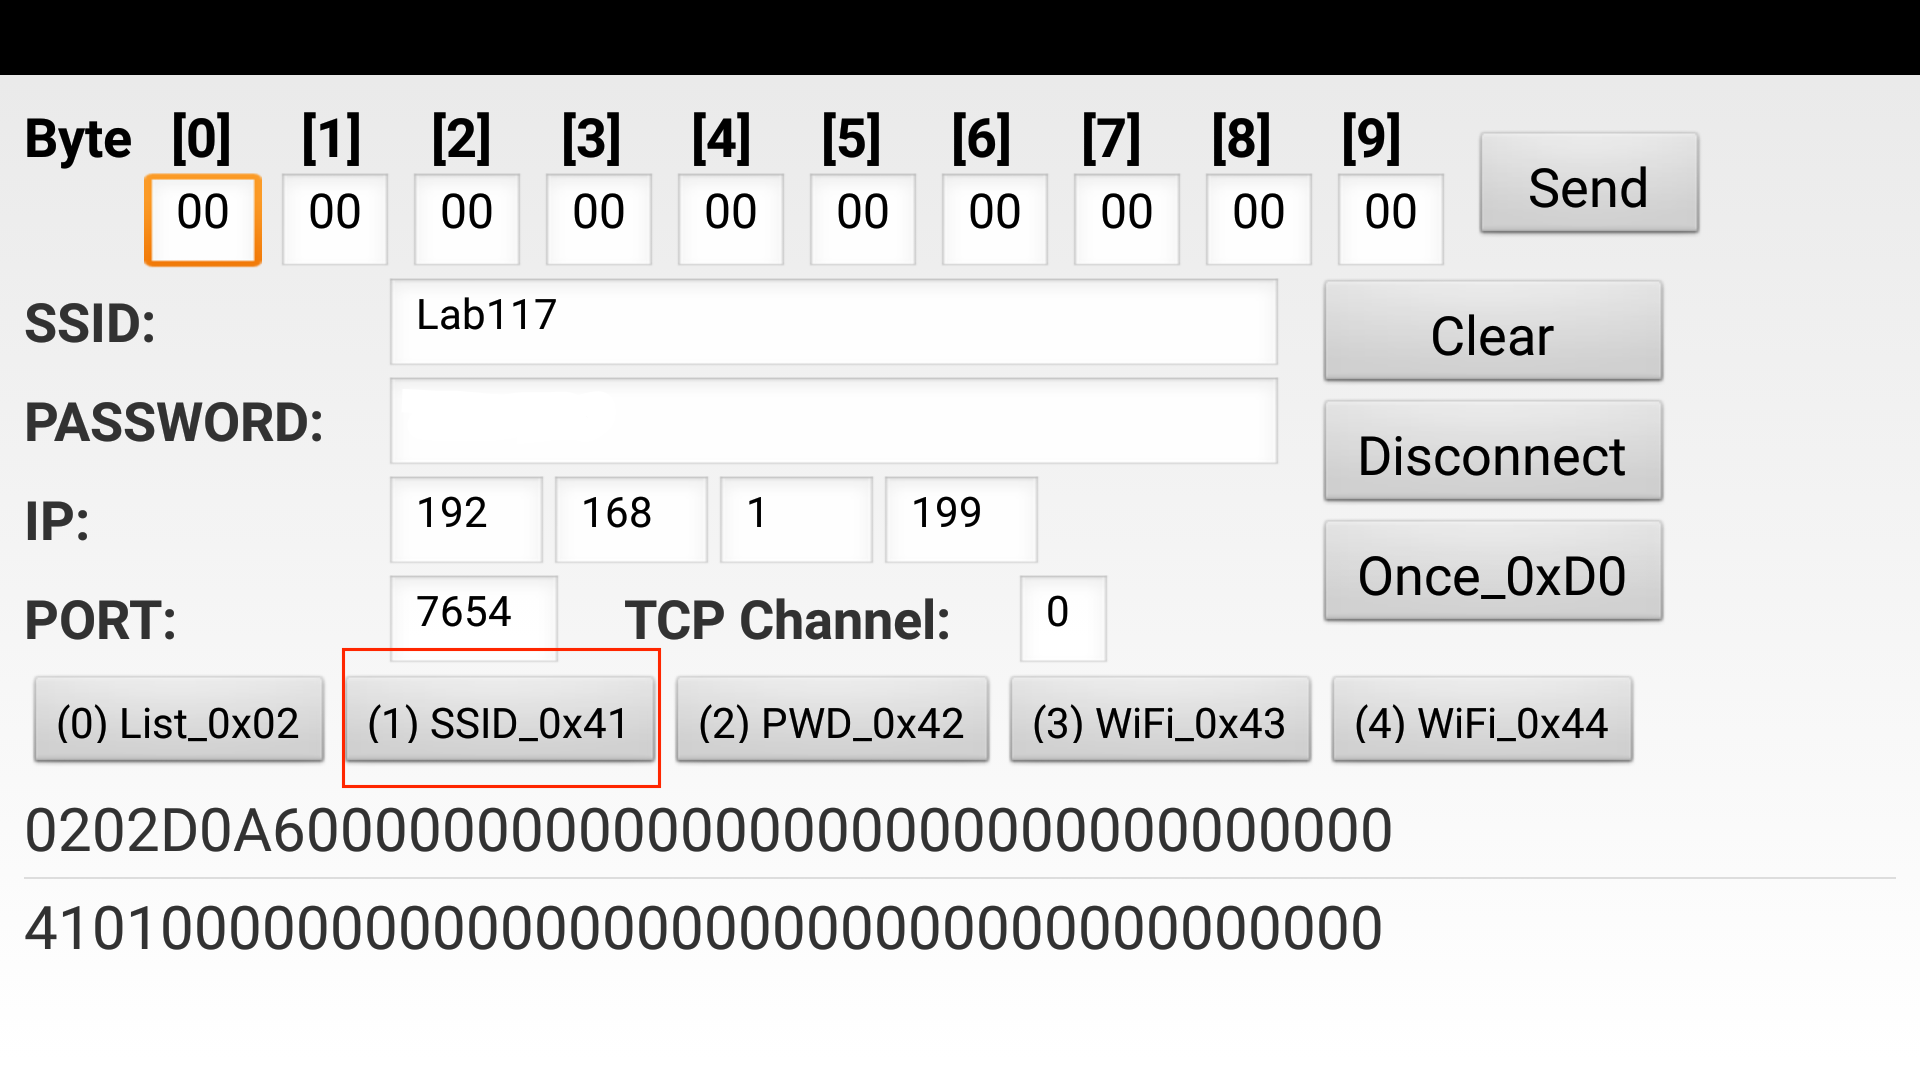 Byte [0] [1] [2] [3] [4] [5] [6] [7] [8] [9]
00 00 00 00 00 00 00 00 00 00 Send
SSID: Lab117 Clear
PASSWORD: Disconnect
IP: 192 168 1 199 Once_0xD0
PORT: 7654 TCP Channel: 0
(0) List_0x02 (1) SSID_0x41 (2) PWD_0x42 (3) WiFi_0x43 (4) WiFi_0x44
0202D0A600000000000000000000000000000000
4101000000000000000000000000000000000000